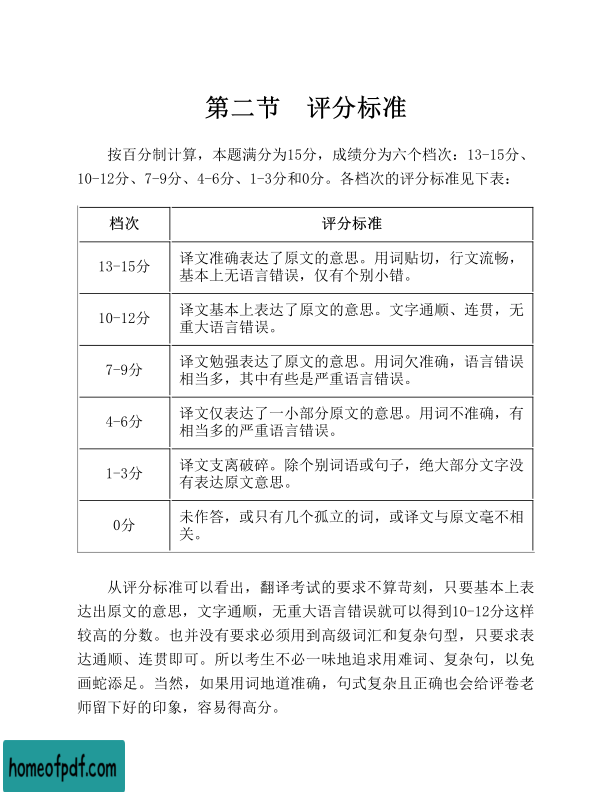 第二节 评分标准
按百分制计算，本题满分为15分，成绩分为六个档次：13-15分、
10-12分、7-9分、4-6分、1-3分和0分。各档次的评分标准见下表：
档次 评分标准
13-15分 译文准确表达了原文的意思。用词贴切，行文流畅，
基本上无语言错误，仅有个别小错。
10-12分 译文基本上表达了原文的意思。文字通顺、连贯，无
重大语言错误。
7-9分 译文勉强表达了原文的意思。用词欠准确，语言错误
相当多，其中有些是严重语言错误。
4-6分 译文仅表达了一小部分原文的意思。用词不准确，有
相当多的严重语言错误。
1-3分 译文支离破碎。除个别词语或句子，绝大部分文字没
有表达原文意思。
0分 未作答，或只有几个孤立的词，或译文与原文毫不相
关。
从评分标准可以看出，翻译考试的要求不算苛刻，只要基本上表
达出原文的意思，文字通顺，无重大语言错误就可以得到10-12分这样
较高的分数。也并没有要求必须用到高级词汇和复杂句型，只要求表
达通顺、连贯即可。所以考生不必一味地追求用难词、复杂句，以免
画蛇添足。当然，如果用词地道准确，句式复杂且正确也会给评卷老
师留下好的印象，容易得高分。
homeofpdf.com